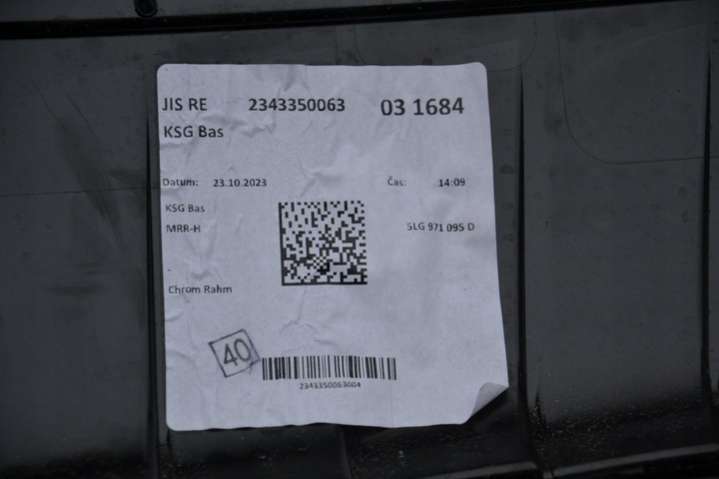 JIS RE 2343350063 03 1684
KSG Bas
Datum: 23.10.2023 Čas: 14:09
KSG Bas
MRR-H 5LG 971 095 D
-
Chrom Rahm
40
2343350063004